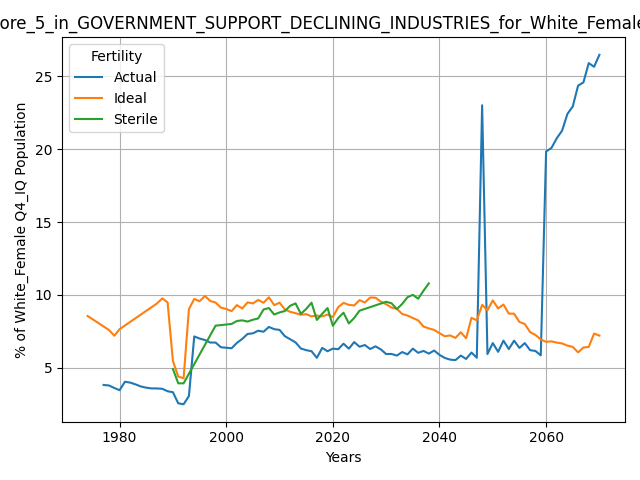 ore_5_in_GOVERNMENT_SUPPORT_DECLINING_INDUSTRIES_for_White_Female
Fertility
Actual
Ideal
Sterile
% of White_Female Q4_IQ Population
25
20
15
10
5
1980 2000 2020 2040 2060
Years